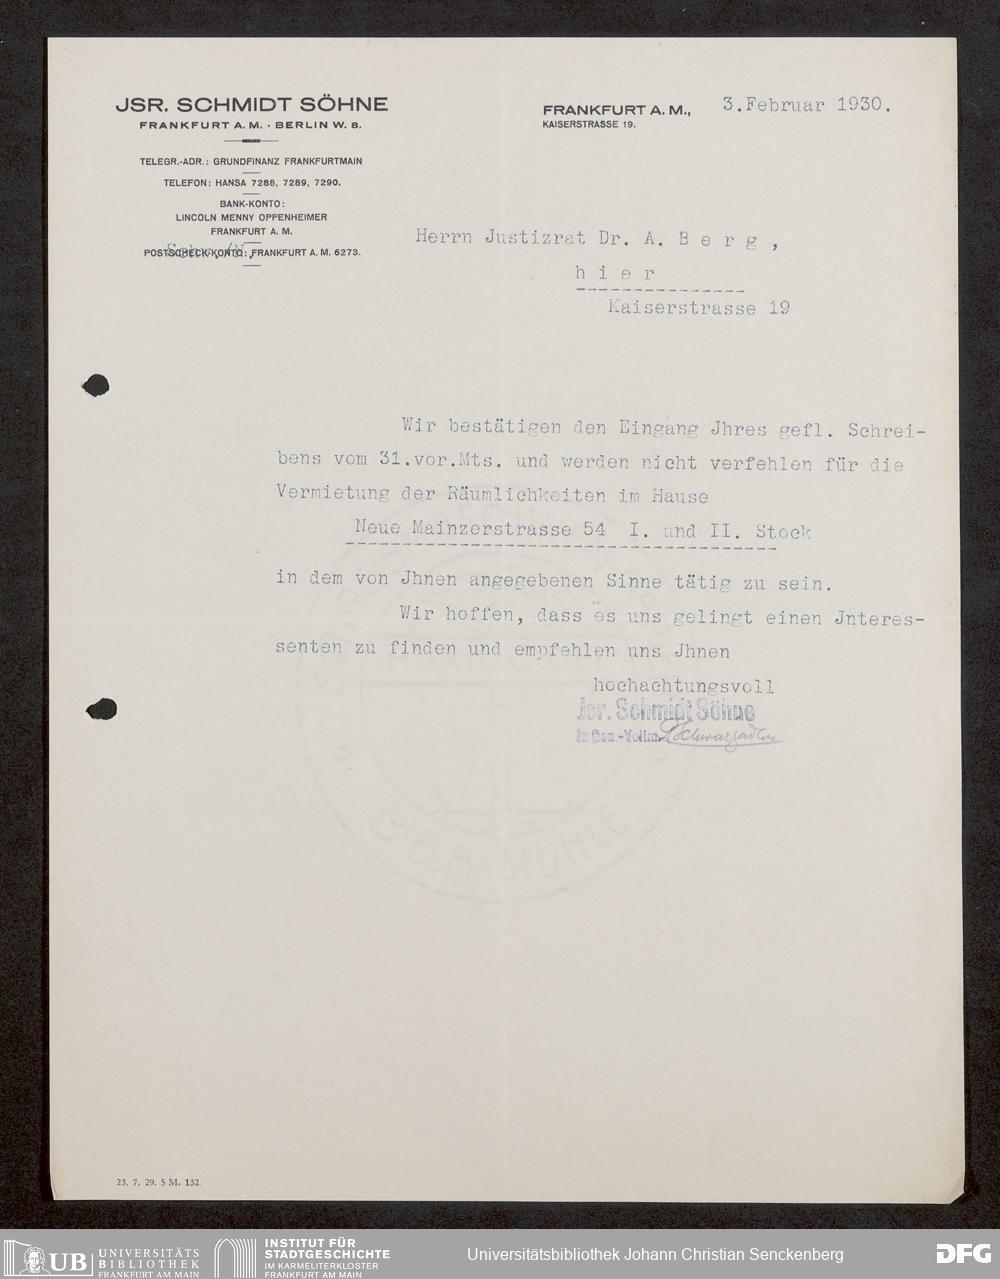 JSR. SCHMIDT SÖHNE
FRANKFURT A. M. · BERLIN W. 8.
TELEGR.-ADR.: GRUNDFINANZ FRANKFURTMAIN
TELEFON: HANSA 7288, 7289, 7290.
BANK-KONTO:
LINCOLN MENNY OPPENHEIMER
FRANKFURT A. M.
POSTSCHECK-KONTO: FRANKFURT A. M. 6273.
FRANKFURT A. M., 3.Februar 1930.
KAISERSTRASSE 19.
Herrn Justizrat Dr. A. B e r g ,
h i e r
Kaiserstrasse 19
Wir bestätigen den Eingang Jhres gefl. Schrei-
bens vom 31.vor.Mts. und werden nicht verfehlen für die
Vermietung der Räumlichkeiten im Hause
Neue Mainzerstrasse 54 I. und II. Stock
in dem von Jhnen angegebenen Sinne tätig zu sein.
Wir hoffen, dass es uns gelingt einen Jnteres-
senten zu finden und empfehlen uns Jhnen
hochachtungsvoll
Jsr. Schmidt Söhne
in Gen.-Vollm.
BIBER MÜHLE
23. 7. 29. 5 M. 132.
UB UNIVERSITÄTS
BIBLIOTHEK
FRANKFURT AM MAIN
INSTITUT FÜR
STADTGESCHICHTE
IM KARMELITERKLOSTER
FRANKFURT AM MAIN
Universitätsbibliothek Johann Christian Senckenberg
DFG